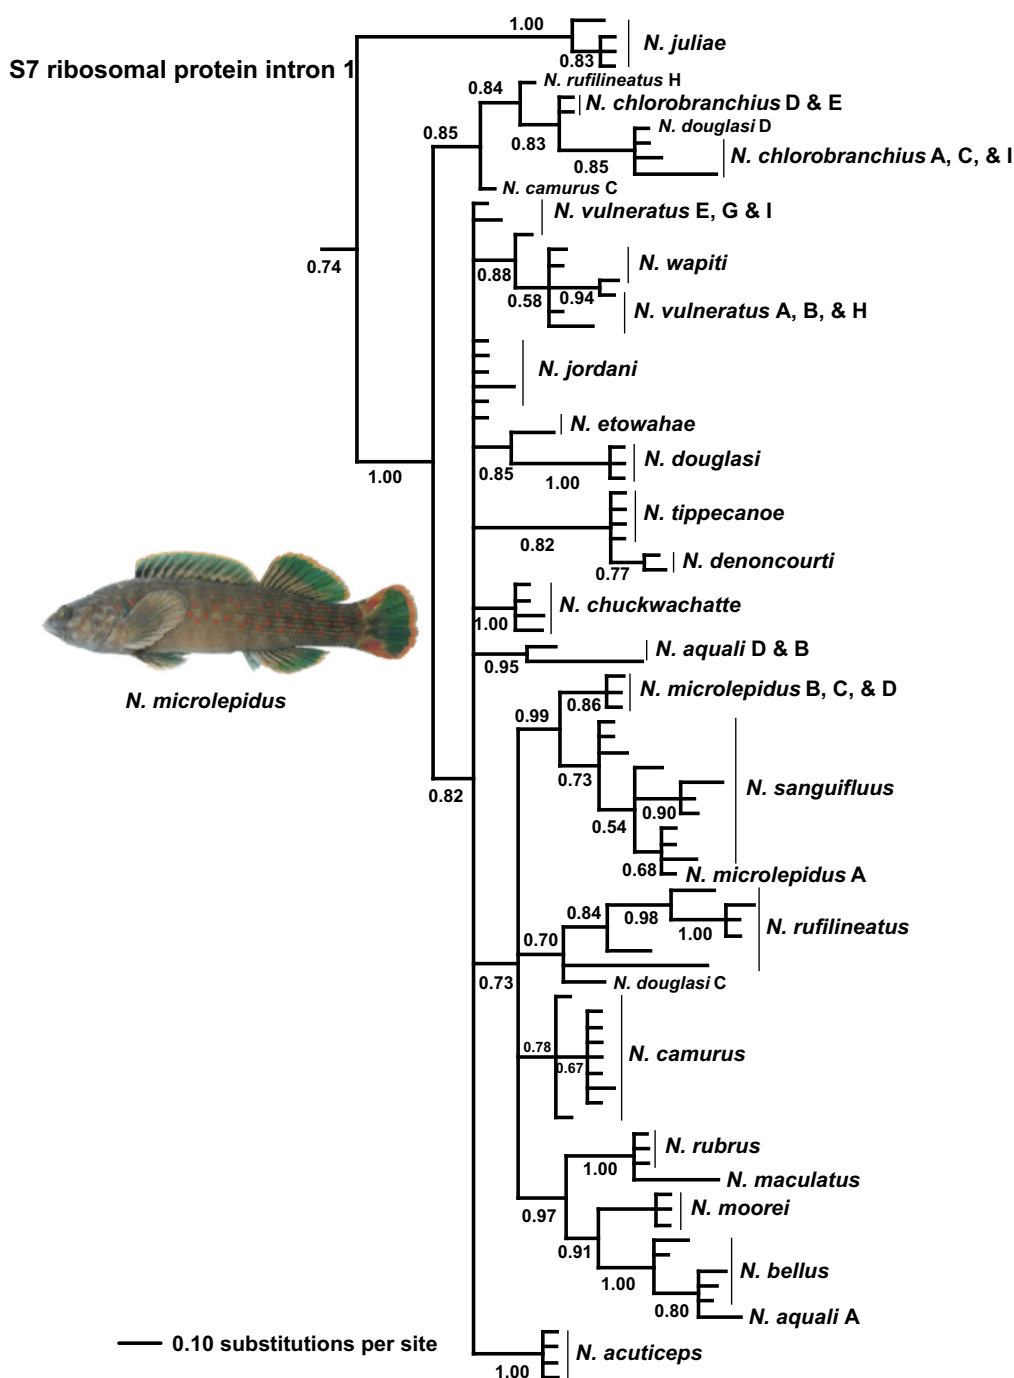 1.00
S7 ribosomal protein intron 1
N. juliae
0.83
N. rufilineatus H
0.84
N. chlorobranchius D & E
N. douglasi D
0.85
0.83
N. chlorobranchius A, C, & I
0.85
N. camurus C
N. vulneratus E, G & I
0.74
0.88
N. wapiti
0.58
0.94
N. vulneratus A, B, & H
N. jordani
N. etowahae
N. douglasi
0.85
1.00
1.00
N. tippecanoe
0.82
N. denoncourti
0.77
N. chuckwachatte
1.00
N. aquali D & B
0.95
N. microlepidus
N. microlepidus B, C, & D
0.86
0.99
0.73
N. sanguifluus
0.82
0.90
0.54
0.68
N. microlepidus A
0.84
0.98
N. rufilineatus
1.00
0.70
0.73
N. douglasi C
0.78
N. camurus
0.67
N. rubrus
1.00
N. maculatus
N. moorei
0.97
0.91
N. bellus
1.00
0.80
N. aquali A
0.10 substitutions per site
N. acuticeps
1.00